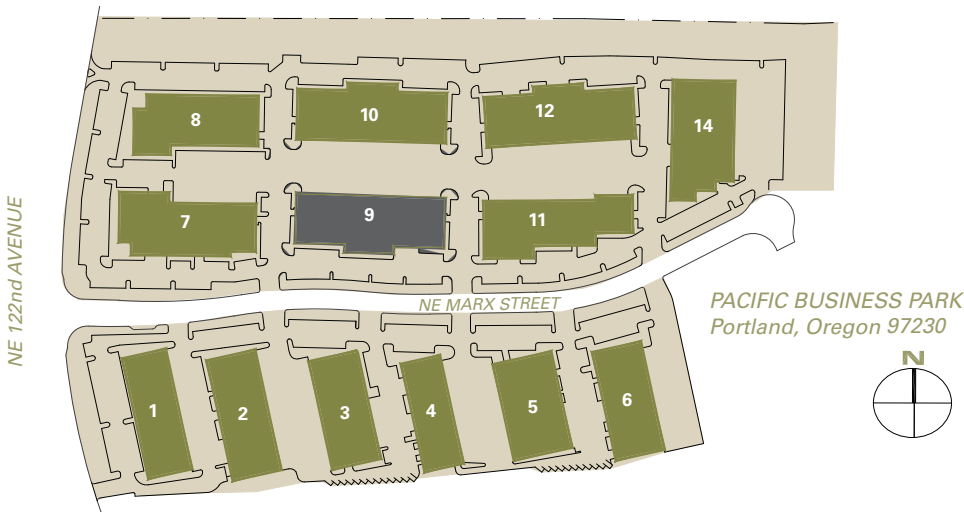 8
10
12
14
7
9
11
NE 122nd AVENUE
NE MARX STREET
PACIFIC BUSINESS PARK
Portland, Oregon 97230
N
1
2
3
4
5
6